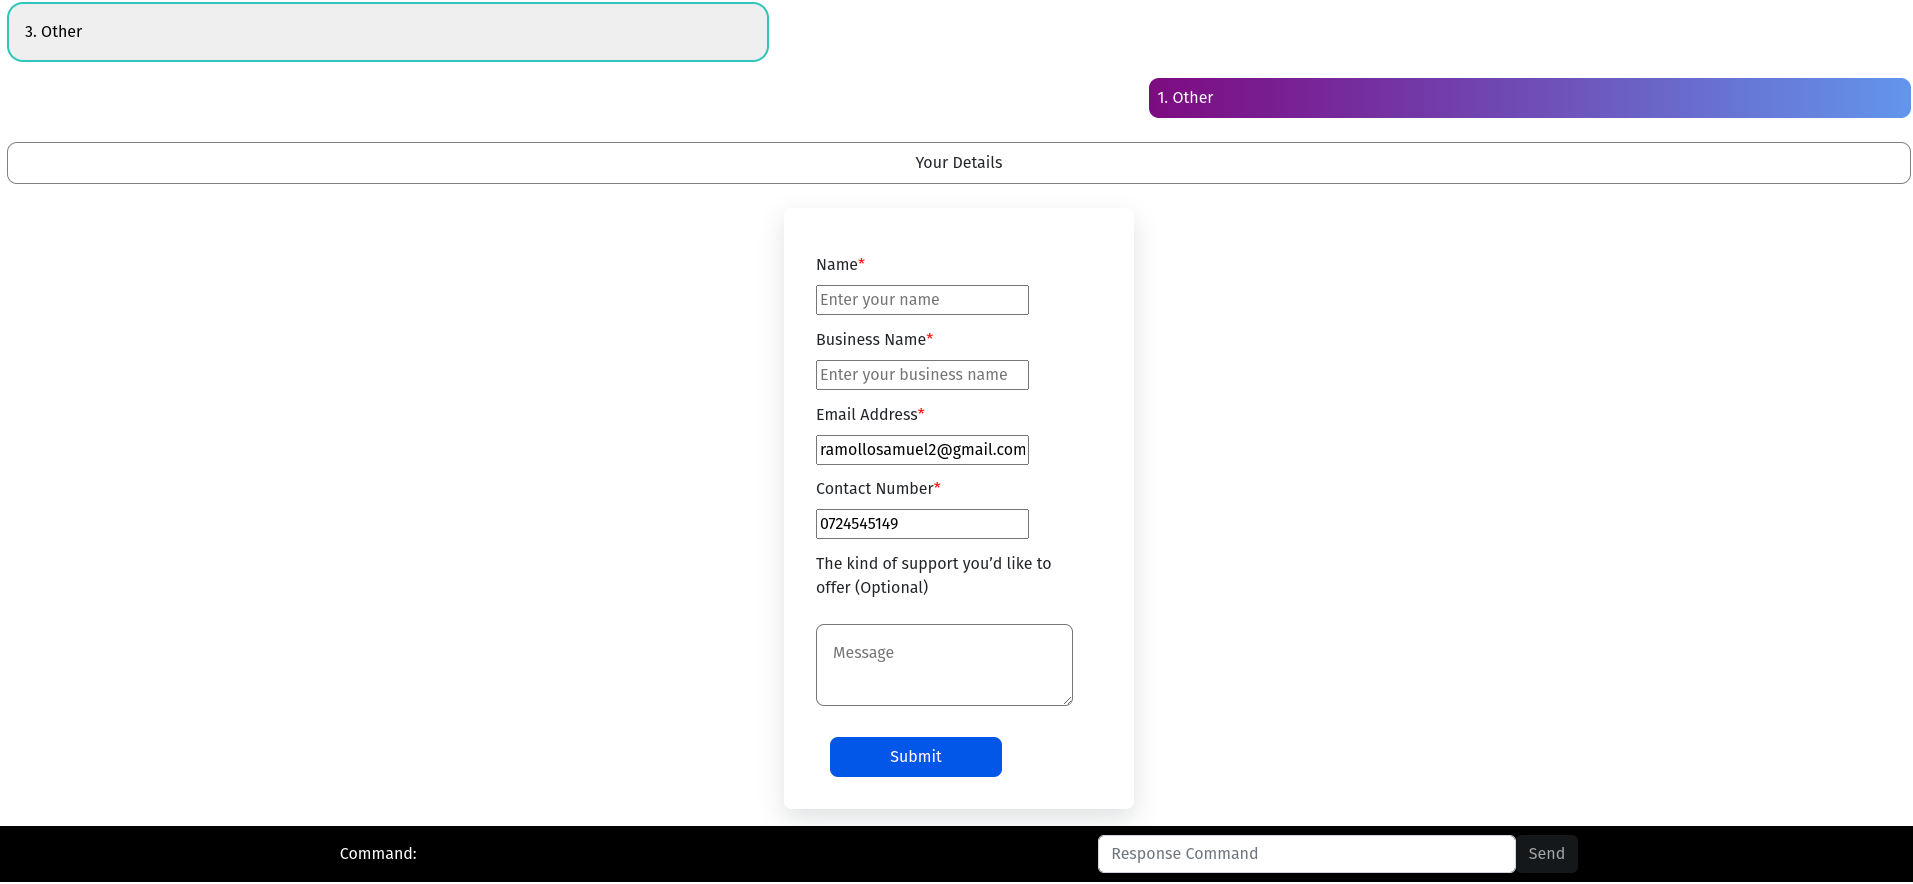 3. Other
1. Other
Your Details
Name*
Enter your name
Business Name*
Enter your business name
Email Address*
ramollosamuel2@gmail.com
Contact Number*
0724545149
The kind of support you’d like to
offer (Optional)
Message
Submit
Command:
Response Command
Send